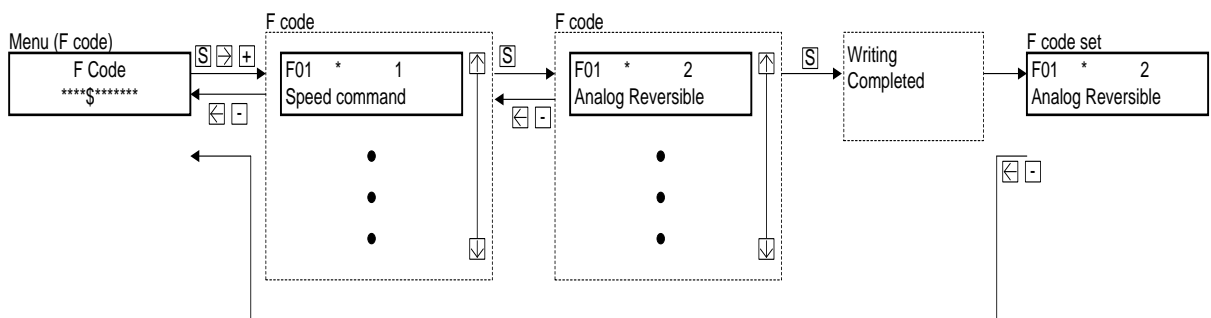 F code
F code
Menu (F code)
S → +
S
S
F code set
F Code
****$*******
F01 * 1
Speed command
↑
F01 * 2
Analog Reversible
↑
Writing
Completed
F01 * 2
Analog Reversible
← -
← -
← -
↓
↓